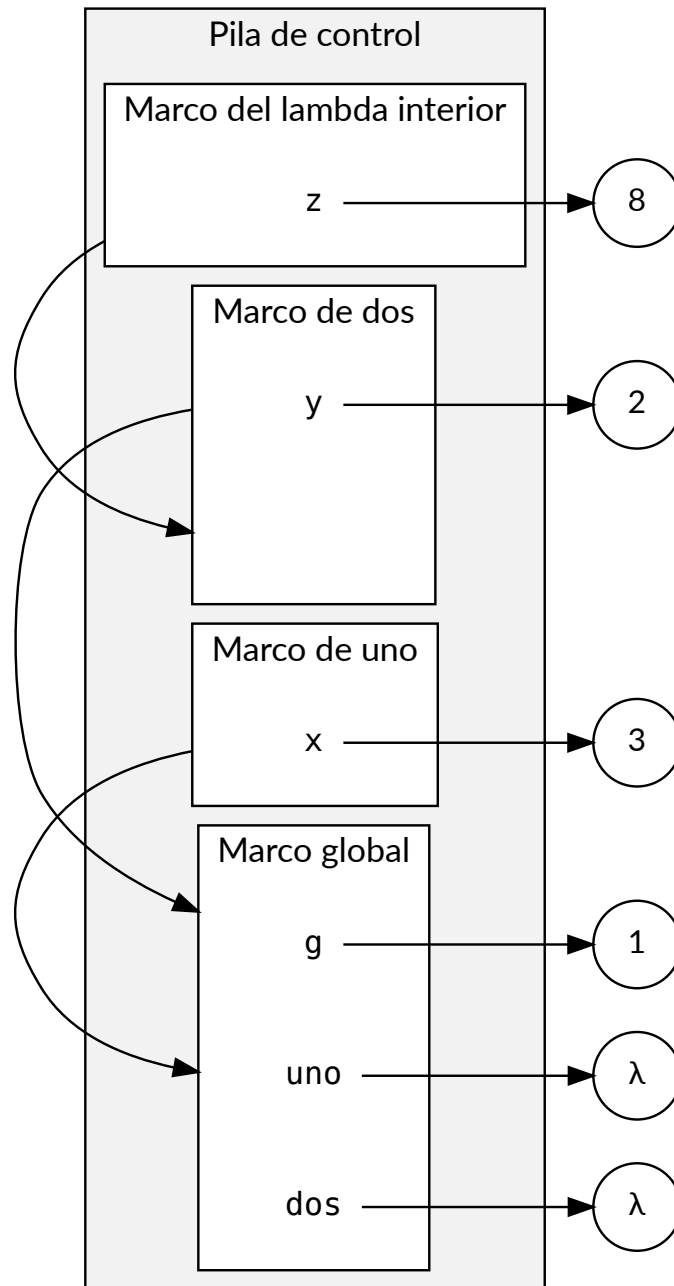 Pila de control
Marco del lambda interior
z 8
Marco de dos
y 2
Marco de uno
x 3
Marco global
g 1
uno λ
dos λ